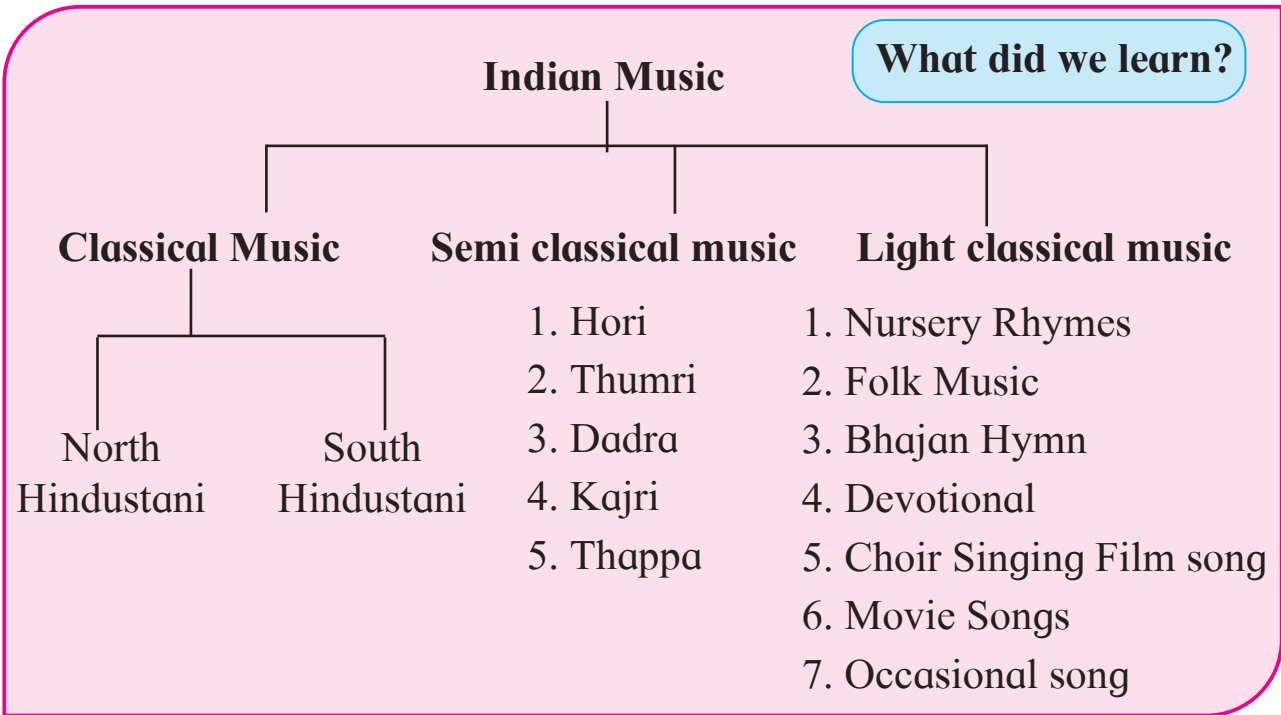 What did we learn?
Indian Music
Classical Music
North
Hindustani
South
Hindustani
Semi classical music
1. Hori
2. Thumri
3. Dadra
4. Kajri
5. Thappa
Light classical music
1. Nursery Rhymes
2. Folk Music
3. Bhajan Hymn
4. Devotional
5. Choir Singing Film song
6. Movie Songs
7. Occasional song